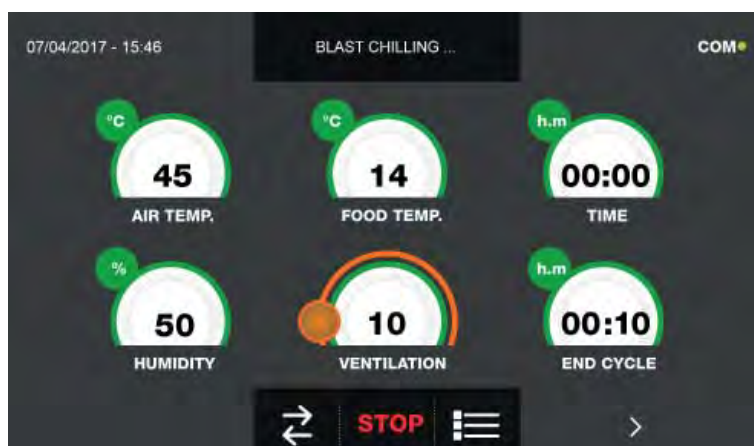 07/04/2017 - 15:46
BLAST CHILLING ...
COM
°C
45
AIR TEMP.
°C
14
FOOD TEMP.
h.m
00:00
TIME
%
50
HUMIDITY
10
VENTILATION
h.m
00:10
END CYCLE
STOP